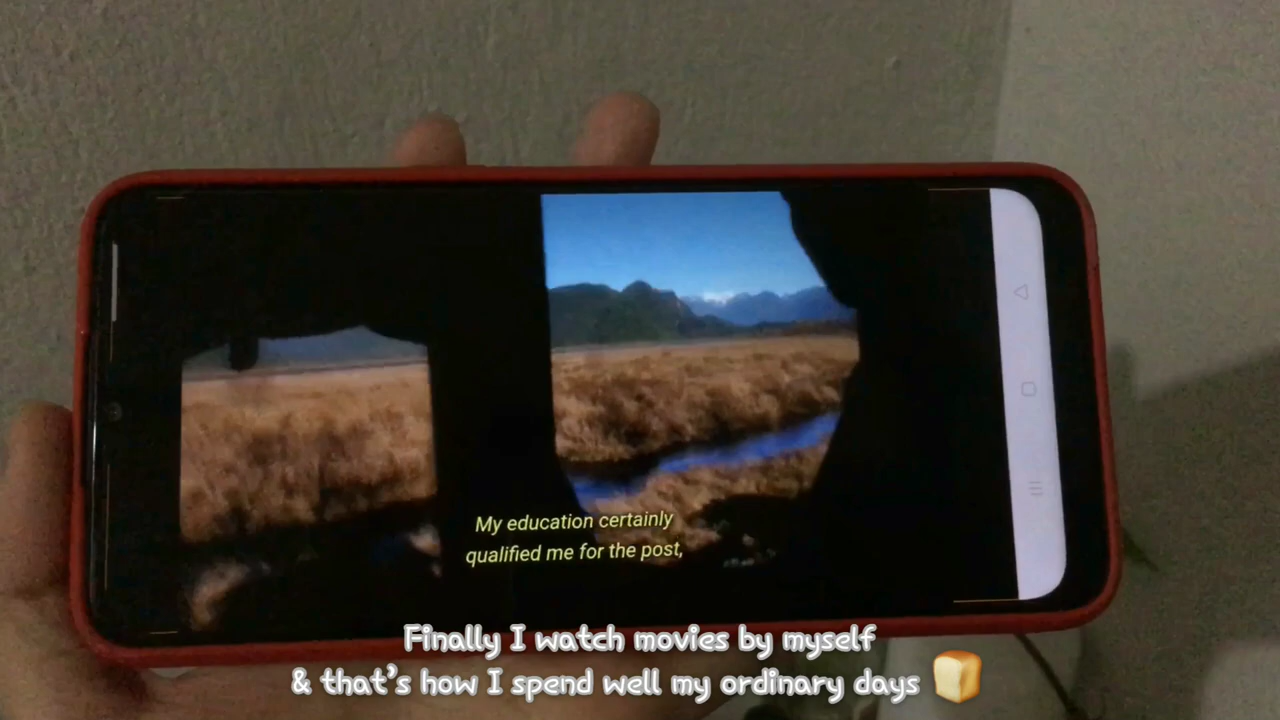 My education certainly
qualified me for the post,
Finally I watch movies by myself
& that's how I spend well my ordinary days 🍞